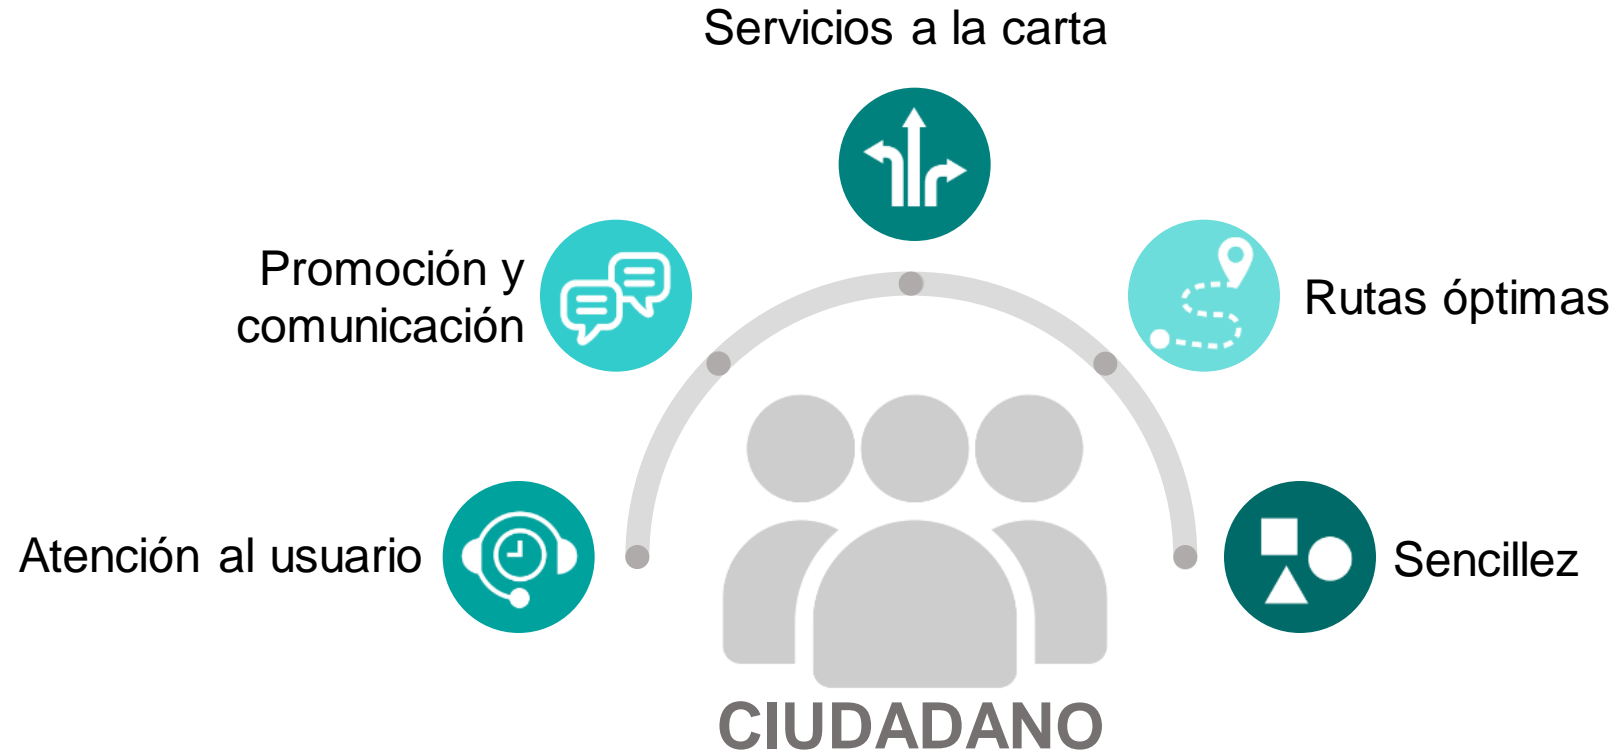 Servicios a la carta
Promoción y
comunicación
Rutas óptimas
Atención al usuario
Sencillez
CIUDADANO